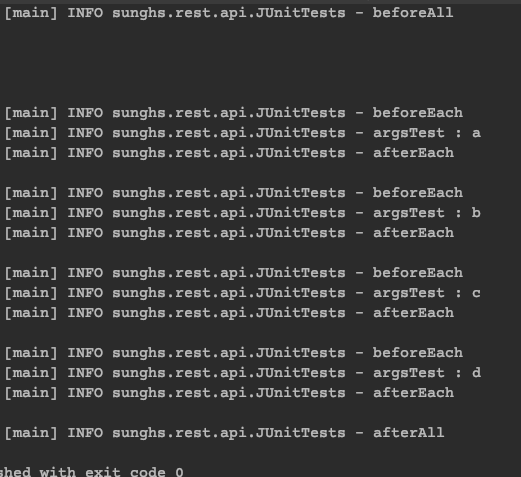 [main] INFO sunghs.rest.api.JUnitTests - beforeAll
[main] INFO sunghs.rest.api.JUnitTests - beforeEach
[main] INFO sunghs.rest.api.JUnitTests - argsTest : a
[main] INFO sunghs.rest.api.JUnitTests - afterEach
[main] INFO sunghs.rest.api.JUnitTests - beforeEach
[main] INFO sunghs.rest.api.JUnitTests - argsTest : b
[main] INFO sunghs.rest.api.JUnitTests - afterEach
[main] INFO sunghs.rest.api.JUnitTests - beforeEach
[main] INFO sunghs.rest.api.JUnitTests - argsTest : c
[main] INFO sunghs.rest.api.JUnitTests - afterEach
[main] INFO sunghs.rest.api.JUnitTests - beforeEach
[main] INFO sunghs.rest.api.JUnitTests - argsTest : d
[main] INFO sunghs.rest.api.JUnitTests - afterEach
[main] INFO sunghs.rest.api.JUnitTests - afterAll
shed with exit code 0